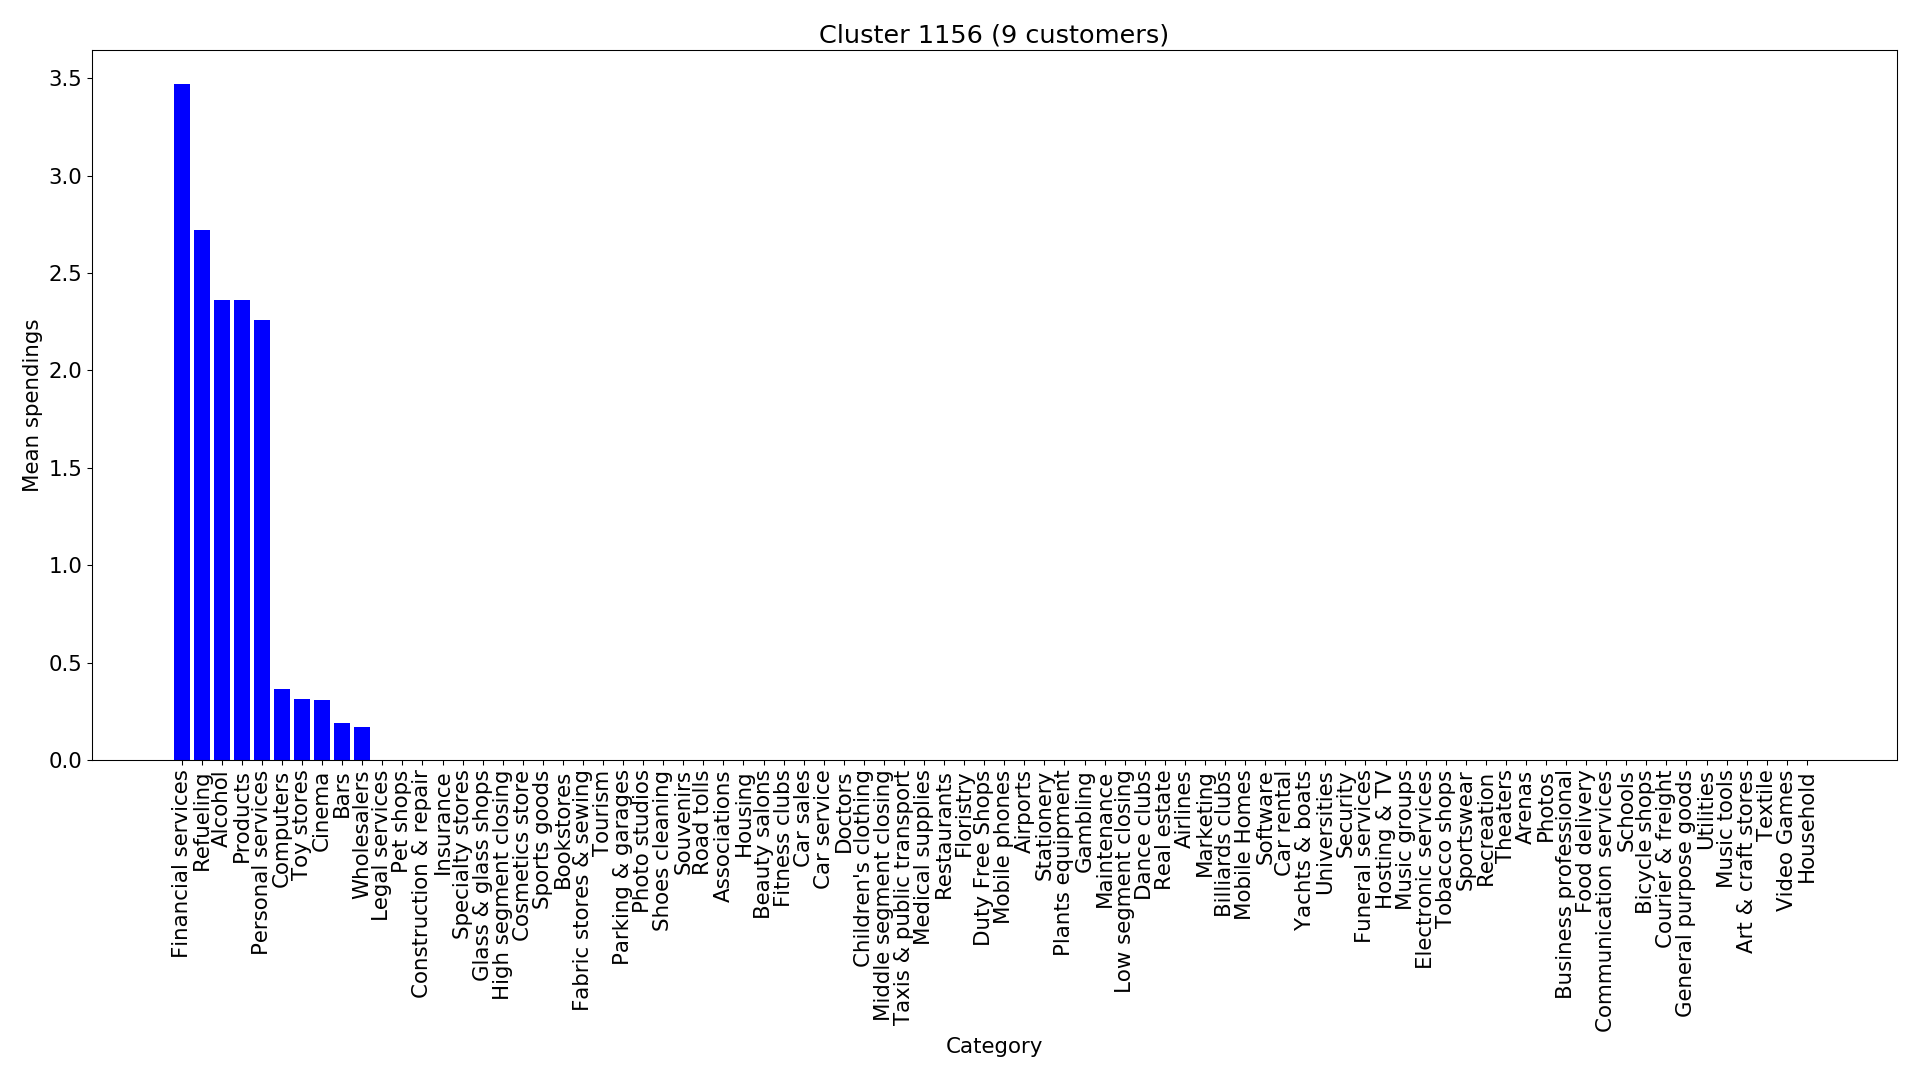 Cluster 1156 (9 customers)
3.5
3.0
2.5
2.0
1.5
1.0
0.5
0.0
Mean spendings
Financial services
Refueling
Alcohol
Products
Personal services
Computers
Toy stores
Cinema
Bars
Wholesalers
Legal services
Pet shops
Construction & repair
Insurance
Specialty stores
Glass & glass shops
High segment closing
Cosmetics store
Sports goods
Bookstores
Fabric stores & sewing
Tourism
Parking & garages
Photo studios
Shoes cleaning
Souvenirs
Road tolls
Associations
Housing
Beauty salons
Fitness clubs
Car sales
Car service
Doctors
Children's clothing
Middle segment closing
Taxis & public transport
Medical supplies
Restaurants
Floristry
Duty Free Shops
Mobile phones
Airports
Stationery
Plants equipment
Gambling
Maintenance
Low segment closing
Dance clubs
Real estate
Airlines
Marketing
Billiards clubs
Mobile Homes
Software
Car rental
Yachts & boats
Universities
Security
Funeral services
Hosting & TV
Music groups
Electronic services
Tobacco shops
Sportswear
Recreation
Theaters
Arenas
Photos
Business professional
Food delivery
Communication services
Schools
Bicycle shops
Courier & freight
General purpose goods
Utilities
Music tools
Art & craft stores
Textile
Video Games
Household
Category